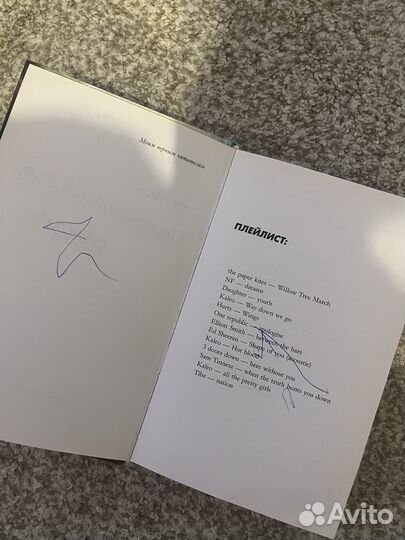 Моим верным читателям
ПЛЕЙЛИСТ:
the paper kites — Willow Tree March
NF — dreams
Daughter — youth
Kaleo — Way down we go
Hurts — Wings
One republic — apologise
Elliott Smith — between the bars
Ed Sheeran — Shape of you (acoustic)
Kaleo — Hot blood
3 doors down — here without you
Sam Tinnesz — when the truth hunts you down
Kaleo — all the pretty girls
Tilsa — nation
Avito